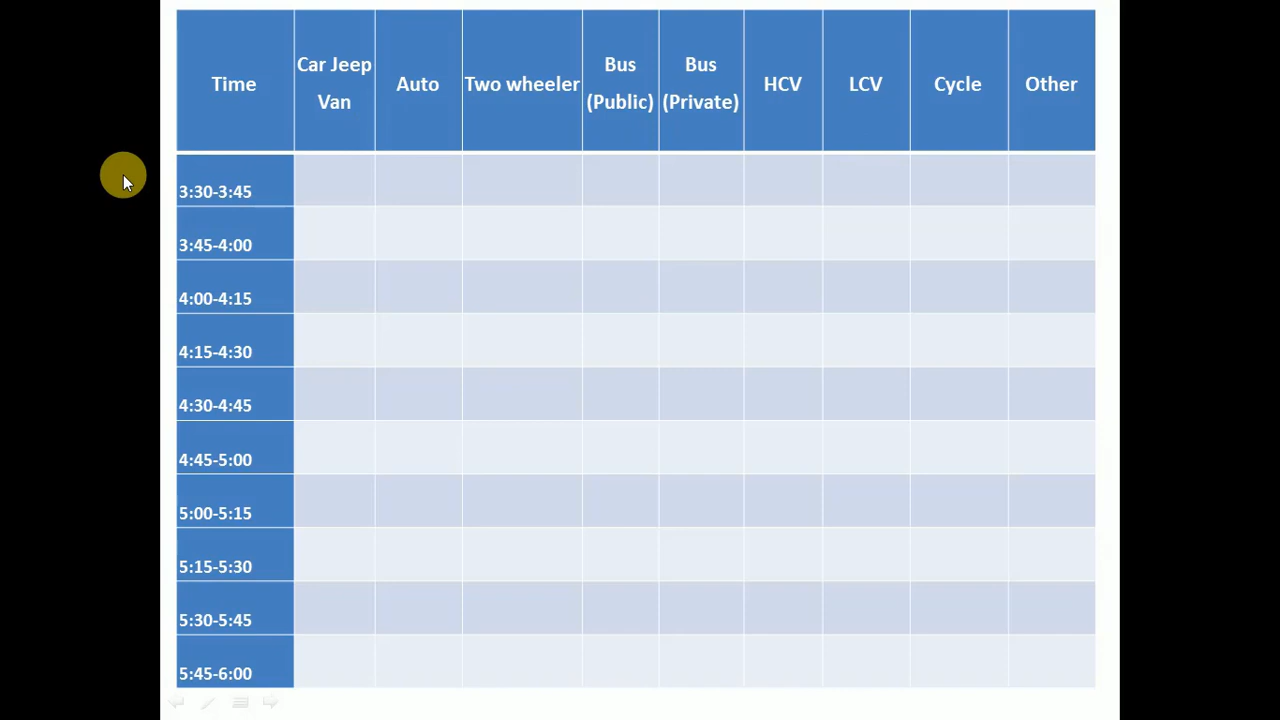 Time
Car Jeep
Van
Auto
Two wheeler
Bus
(Public)
Bus
(Private)
HCV
LCV
Cycle
Other
3:30-3:45
3:45-4:00
4:00-4:15
4:15-4:30
4:30-4:45
4:45-5:00
5:00-5:15
5:15-5:30
5:30-5:45
5:45-6:00